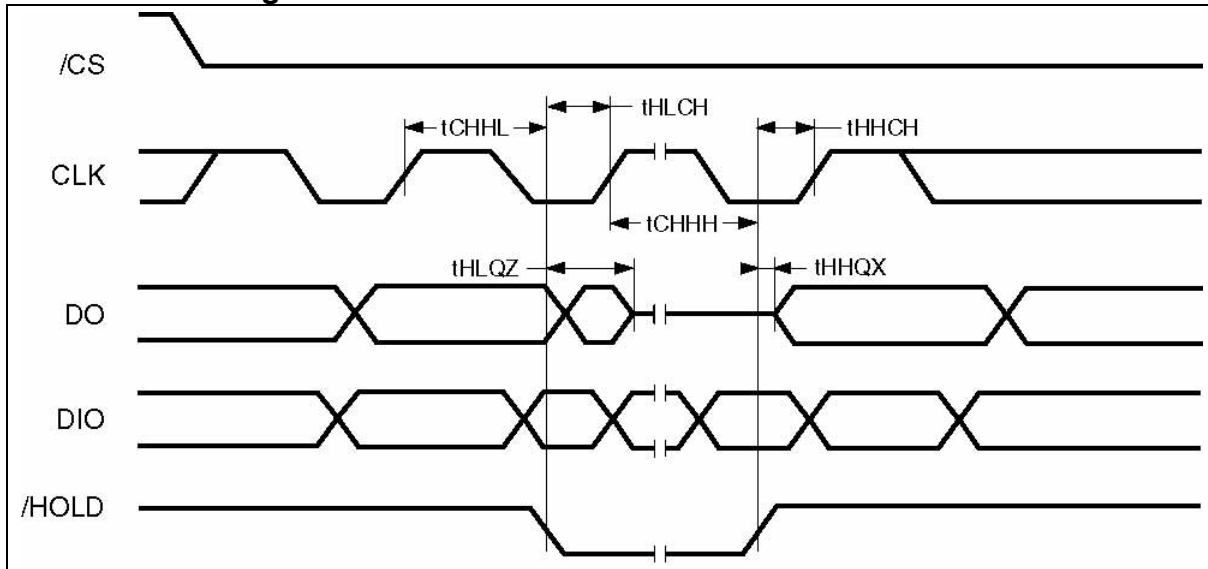 /CS
tHLCH
tCHHL
tHHCH
CLK
tCHHH
tHLQZ
tHHQX
DO
DIO
/HOLD